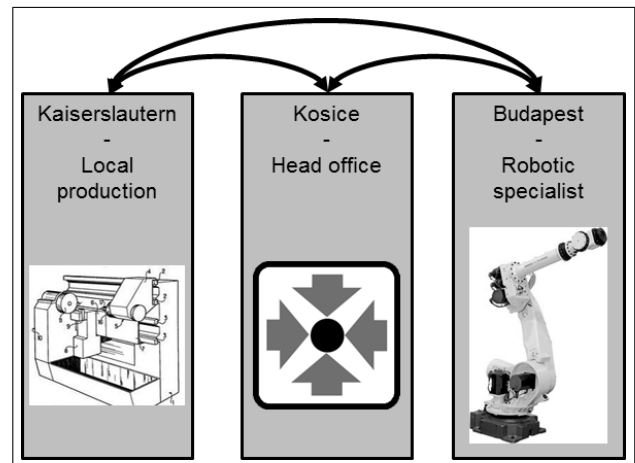 Kaiserslautern
-
Local
production
Kosice
-
Head office
Budapest
-
Robotic
specialist